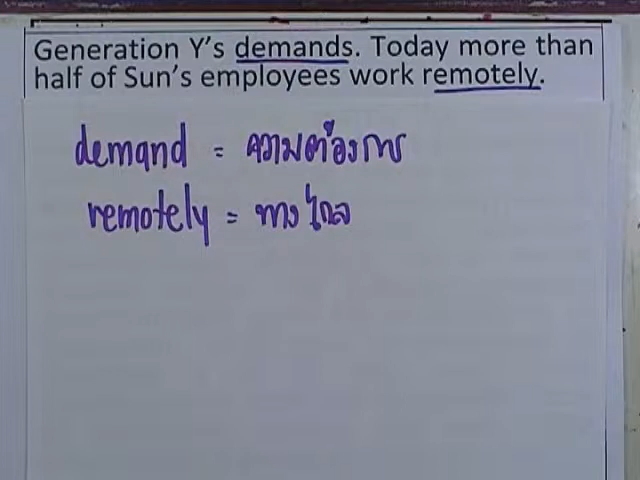 Generation Y's demands. Today more than
half of Sun's employees work remotely.
demand = ความต้องการ
remotely = ทางไกล